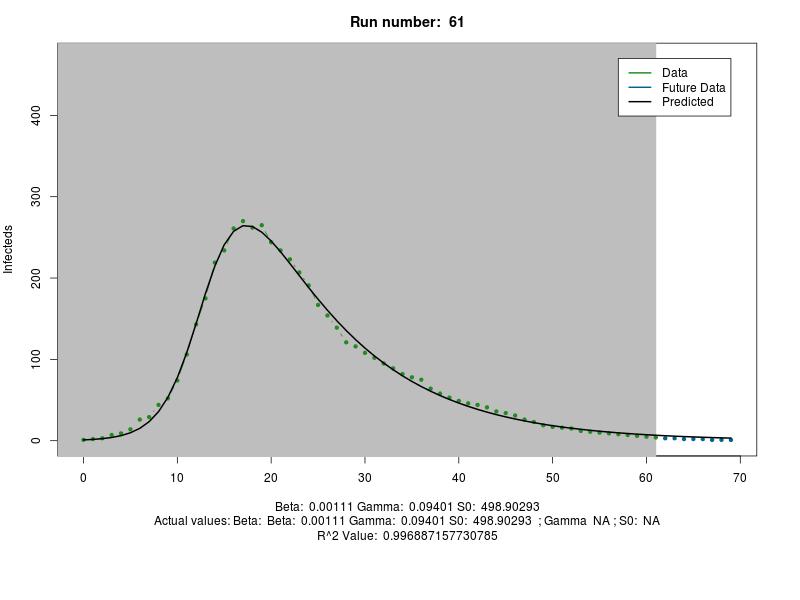 Run number: 61
Data
Future Data
Predicted
Infecteds
400
300
200
100
0
0 10 20 30 40 50 60 70
Beta: 0.00111 Gamma: 0.09401 S0: 498.90293
Actual values: Beta: Beta: 0.00111 Gamma: 0.09401 S0: 498.90293 ; Gamma NA ; S0: NA
R^2 Value: 0.996887157730785